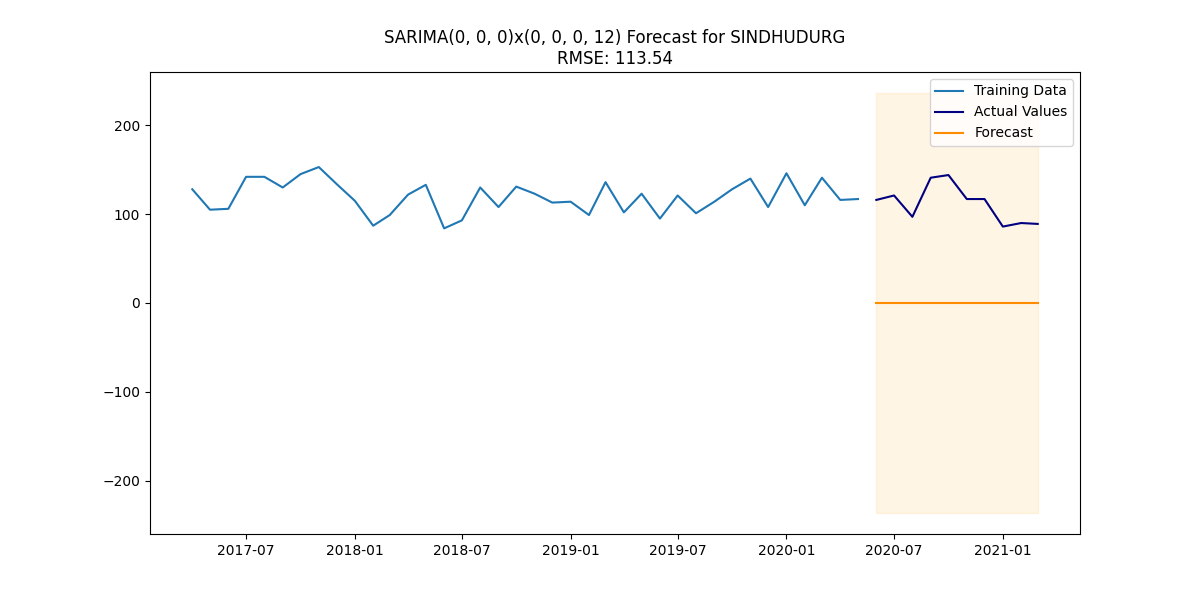 SARIMA(0, 0, 0)x(0, 0, 0, 12) Forecast for SINDHUDURG
RMSE: 113.54
Training Data
Actual Values
Forecast
200
100
0
−100
−200
2017-07
2018-01
2018-07
2019-01
2019-07
2020-01
2020-07
2021-01